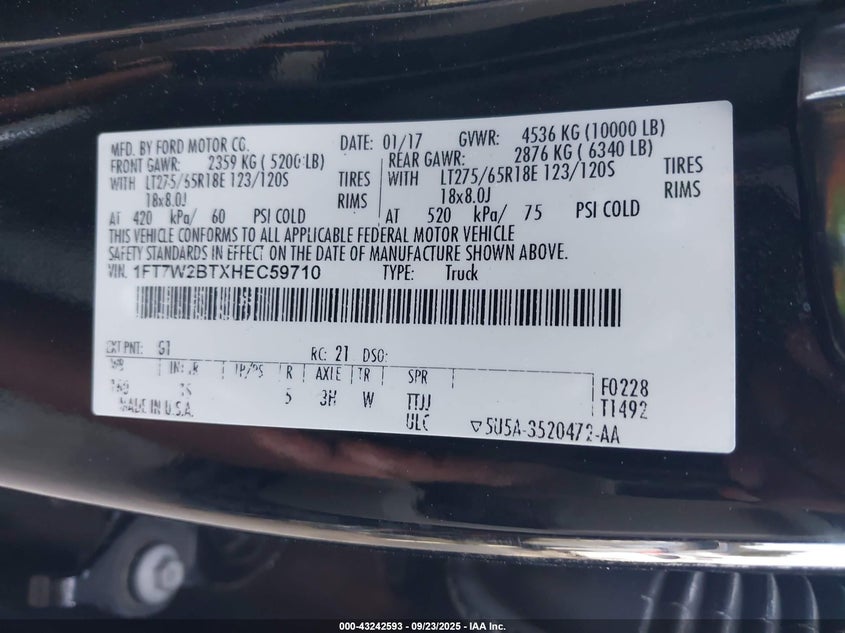 MFD. BY FORD MOTOR CO. DATE: 01/17 GVWR: 4536 KG (10000 LB)
FRONT GAWR: 2359 KG ( 5200 LB) REAR GAWR: 2876 KG ( 6340 LB)
WITH LT275/65R18E 123/120S TIRES WITH LT275/65R18E 123/120S TIRES
18x8.0J RIMS 18x8.0J RIMS
AT 420 kPa/ 60 PSI COLD AT 520 kPa/ 75 PSI COLD
THIS VEHICLE CONFORMS TO ALL APPLICABLE FEDERAL MOTOR VEHICLE
SAFETY STANDARDS IN EFFECT ON THE DATE OF MANUFACTURE SHOWN ABOVE.
VIN: 1FT7W2BTXHEC59710 TYPE: Truck
EXT PNT: G1 RC: 21 DSO:
WB R AXLE TR SPR
5 3H W TTJJ F0228
MADE IN U.S.A. ULC T1492
▽5U5A-3520472-AA
000-43242593 - 09/23/2025 - IAA Inc.